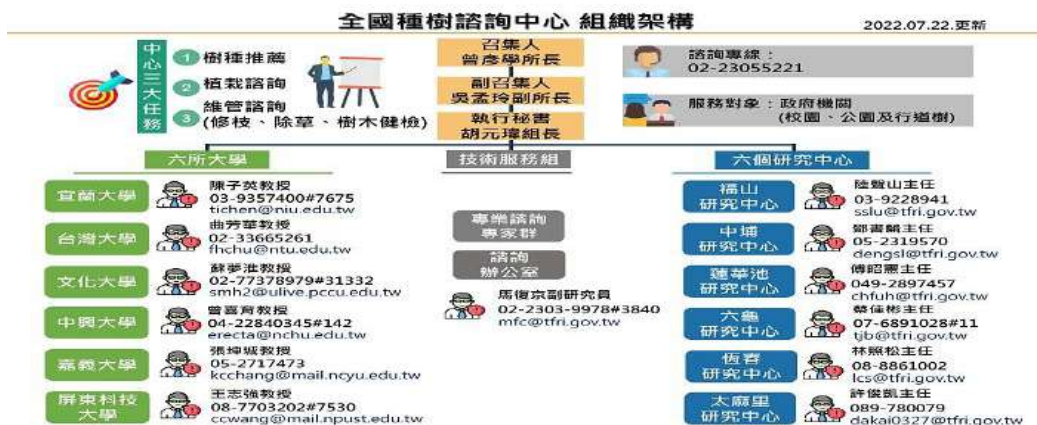 全國種樹諮詢中心 組織架構
2022.07.22.更新
中心三大任務
1 樹種推薦
2 植栽諮詢
3 維管諮詢
(修枝、除草、樹木健檢)
召集人
曾彥學所長
副召集人
吳孟玲副所長
執行秘書
胡元瑋組長
諮詢專線：
02-23055221
服務對象：政府機關
(校園、公園及行道樹)
六所大學
宜蘭大學
陳子英教授
03-9357400#7675
tichen@niu.edu.tw
台灣大學
曲芳華教授
02-33665261
fhchu@ntu.edu.tw
文化大學
蘇夢淮教授
02-77378979#31332
smh2@ulive.pccu.edu.tw
中興大學
曾喜育教授
04-22840345#142
erecta@nchu.edu.tw
嘉義大學
張坤城教授
05-2717473
kcchang@mail.ncyu.edu.tw
屏東科技
大學
王志強教授
08-7703202#7530
ccwang@mail.npust.edu.tw
技術服務組
專業諮詢
專家群
諮詢
辦公室
馬復京副研究員
02-2303-9978#3840
mfc@tfri.gov.tw
六個研究中心
福山
研究中心
陸聲山主任
03-9228941
sslu@tfri.gov.tw
中埔
研究中心
鄧書麟主任
05-2319570
dengsl@tfri.gov.tw
蓮華池
研究中心
傅昭憲主任
049-2897457
chfuh@tfri.gov.tw
六龜
研究中心
蔡佳彬主任
07-6891028#11
tjb@tfri.gov.tw
恆春
研究中心
林照松主任
08-8861002
lcs@tfri.gov.tw
太麻里
研究中心
許俊凱主任
089-780079
dakai0327@tfri.gov.tw